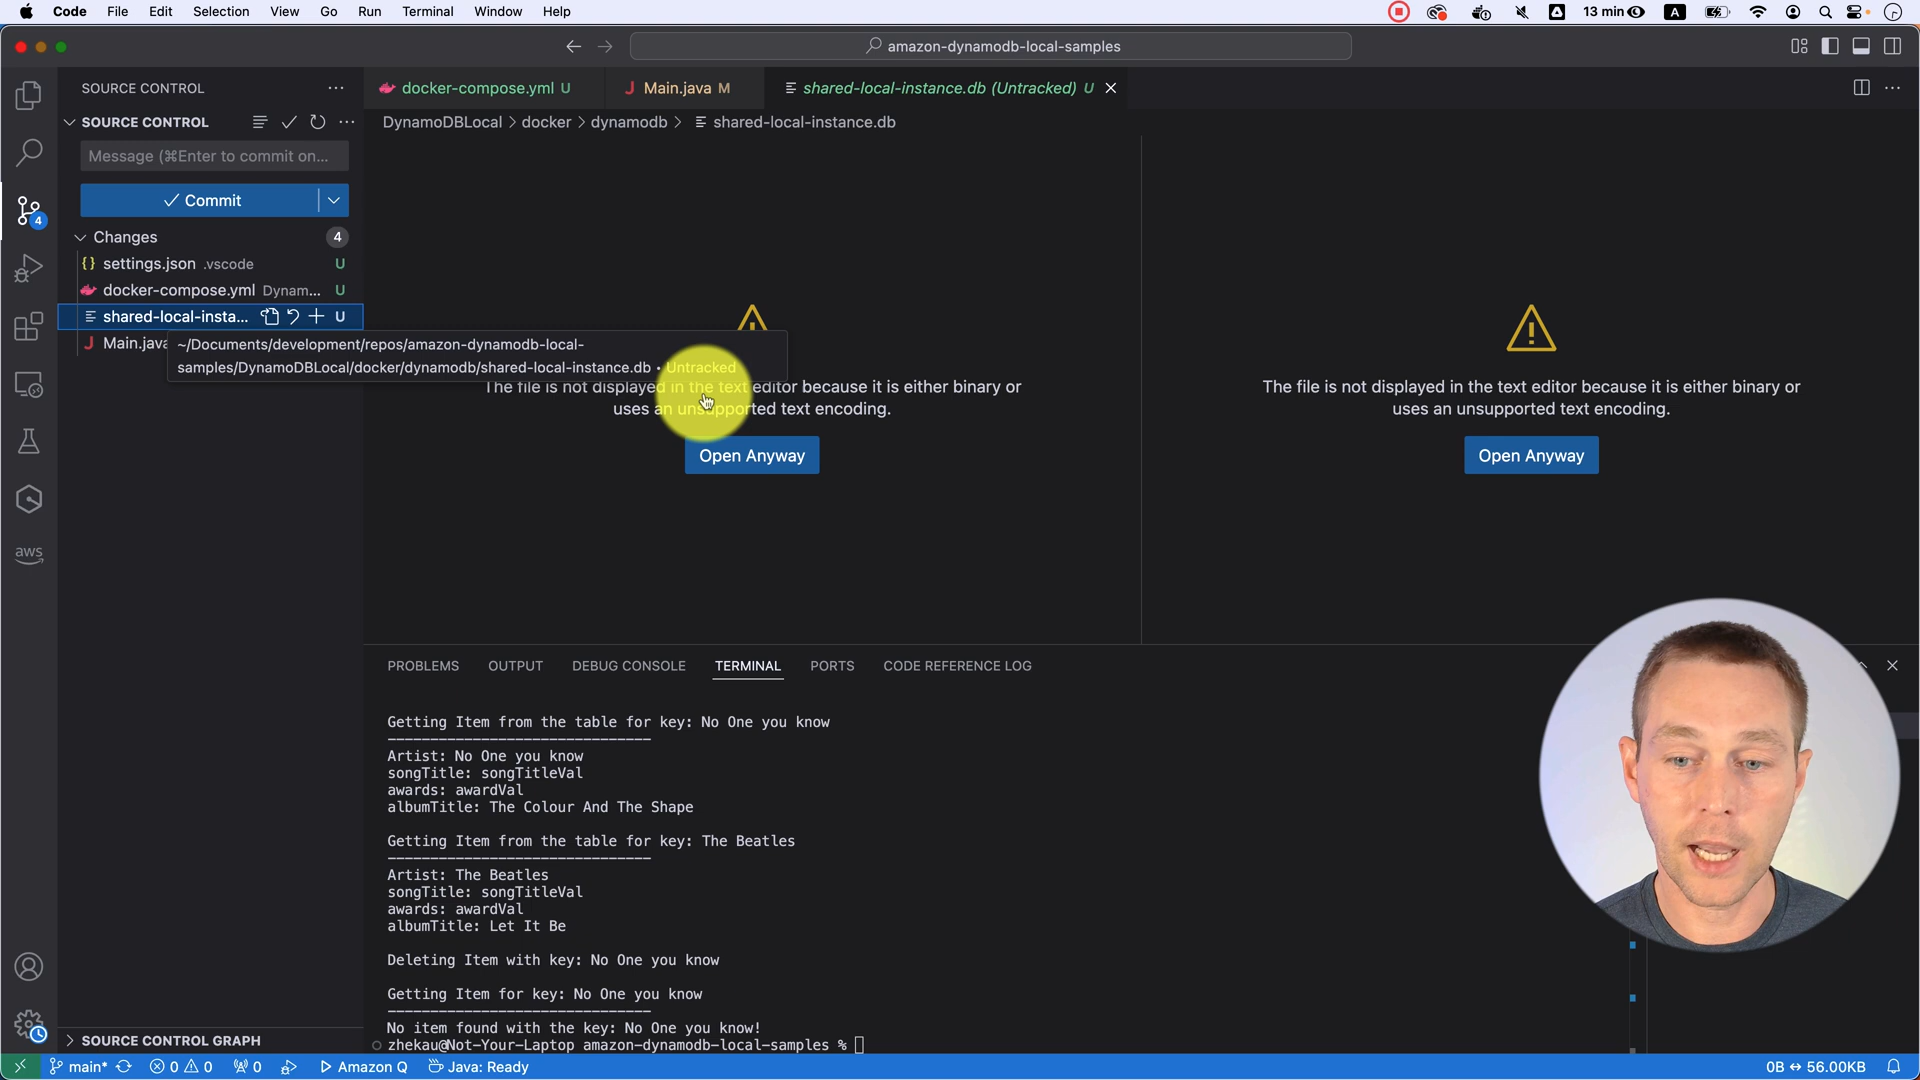 Code File Edit Selection View Go Run Terminal Window Help
13 min
A
amazon-dynamodb-local-samples
SOURCE CONTROL
SOURCE CONTROL
Message (⌘Enter to commit on...
Commit
Changes 4
settings.json .vscode U
docker-compose.yml Dynam... U
shared-local-insta... U
Main.java
4
aws
~/Documents/development/repos/amazon-dynamodb-local-
samples/DynamoDBLocal/docker/dynamodb/shared-local-instance.db • Untracked
docker-compose.yml U
J Main.java M
shared-local-instance.db (Untracked) U
DynamoDBLocal > docker > dynamodb > shared-local-instance.db
The file is not displayed in the text editor because it is either binary or
uses an unsupported text encoding.
Open Anyway
The file is not displayed in the text editor because it is either binary or
uses an unsupported text encoding.
Open Anyway
PROBLEMS OUTPUT DEBUG CONSOLE TERMINAL PORTS CODE REFERENCE LOG
Getting Item from the table for key: No One you know
-------------------------------
Artist: No One you know
songTitle: songTitleVal
awards: awardVal
albumTitle: The Colour And The Shape
Getting Item from the table for key: The Beatles
-------------------------------
Artist: The Beatles
songTitle: songTitleVal
awards: awardVal
albumTitle: Let It Be
Deleting Item with key: No One you know
Getting Item for key: No One you know
-------------------------------
No item found with the key: No One you know!
zhekau@Not-Your-Laptop amazon-dynamodb-local-samples %
SOURCE CONTROL GRAPH
main* 0 0 0 Amazon Q Java: Ready
0B ↔ 56.00KB